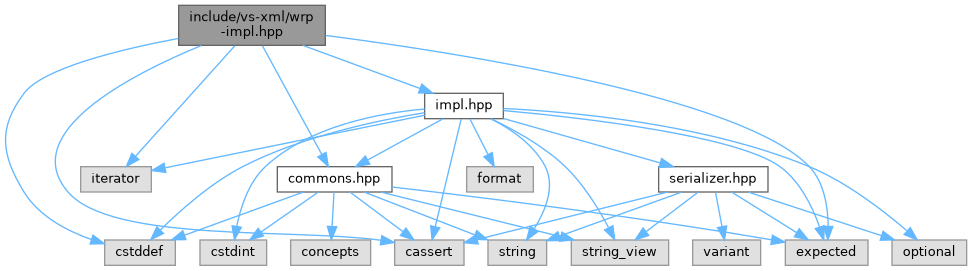 include/vs-xml/wrp
-impl.hpp
impl.hpp
iterator
commons.hpp
format
serializer.hpp
cstddef
cstdint
concepts
cassert
string
string_view
variant
expected
optional